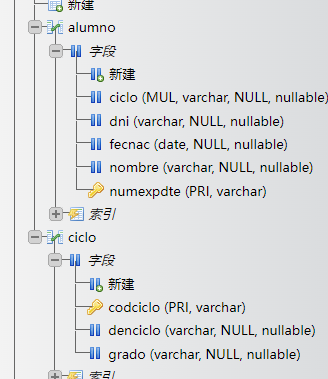 新建
alumno
字段
新建
ciclo (MUL, varchar, NULL, nullable)
dni (varchar, NULL, nullable)
fecnac (date, NULL, nullable)
nombre (varchar, NULL, nullable)
numexpdte (PRI, varchar)
索引
ciclo
字段
新建
codciclo (PRI, varchar)
denciclo (varchar, NULL, nullable)
grado (varchar, NULL, nullable)
索引